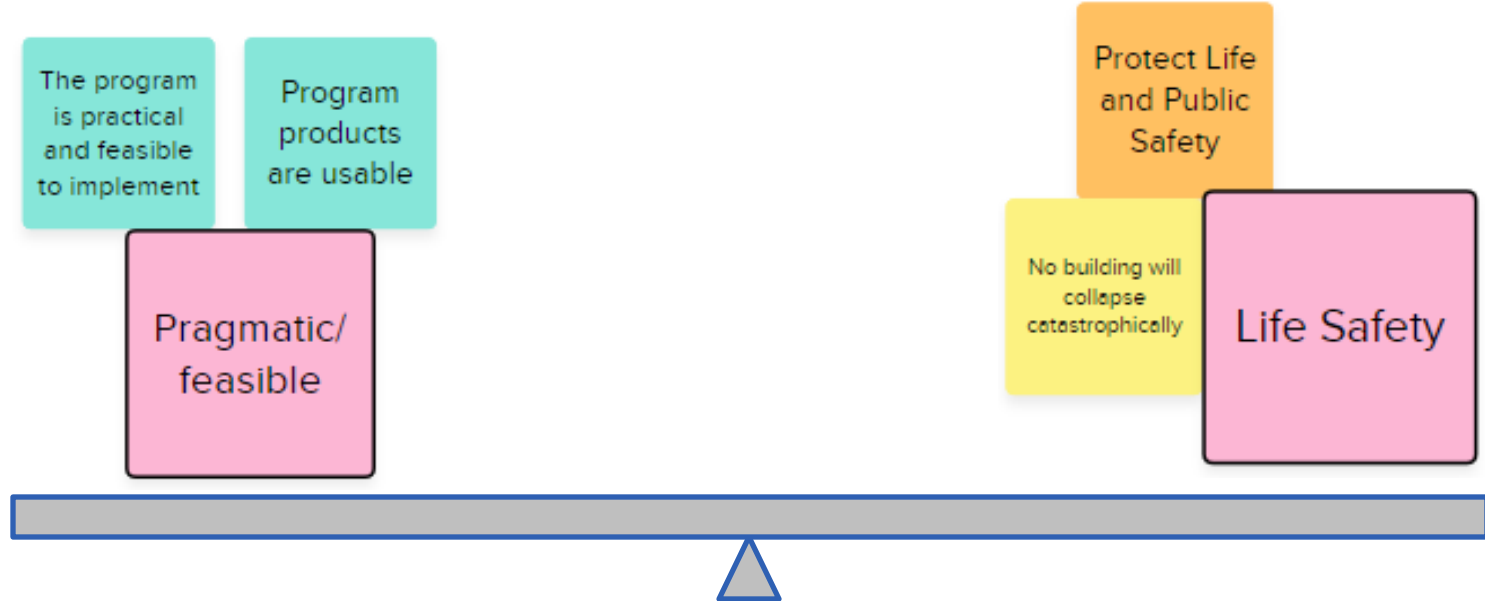 The program
is practical
and feasible
to implement
Program
products
are usable
Pragmatic/
feasible
Protect Life
and Public
Safety
No building will
collapse
catastrophically
Life Safety